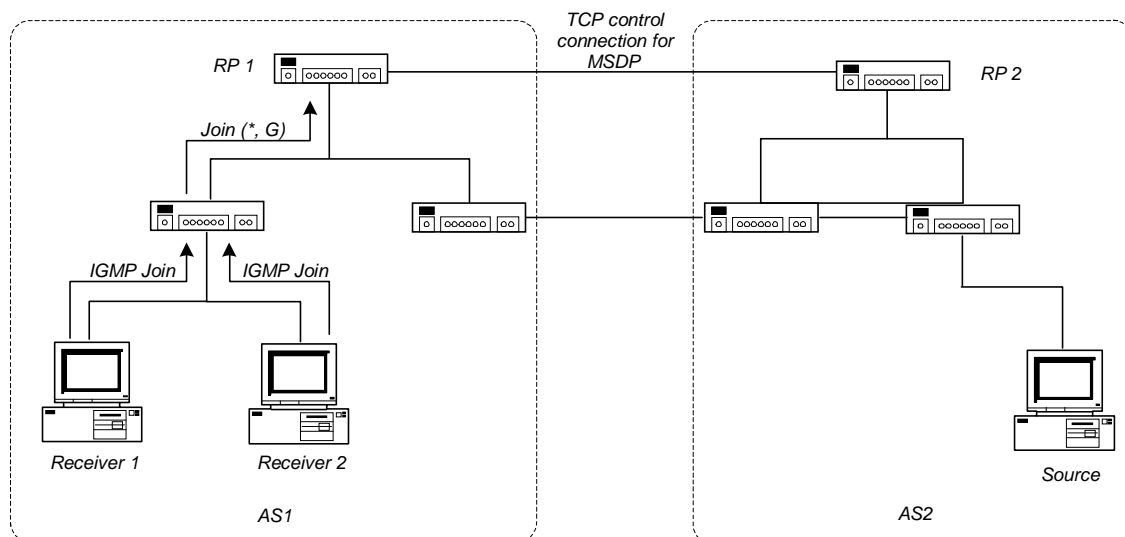 TCP control
connection for
MSDP
RP 1
RP 2
Join (*, G)
IGMP Join
IGMP Join
Receiver 1
Receiver 2
Source
AS1
AS2